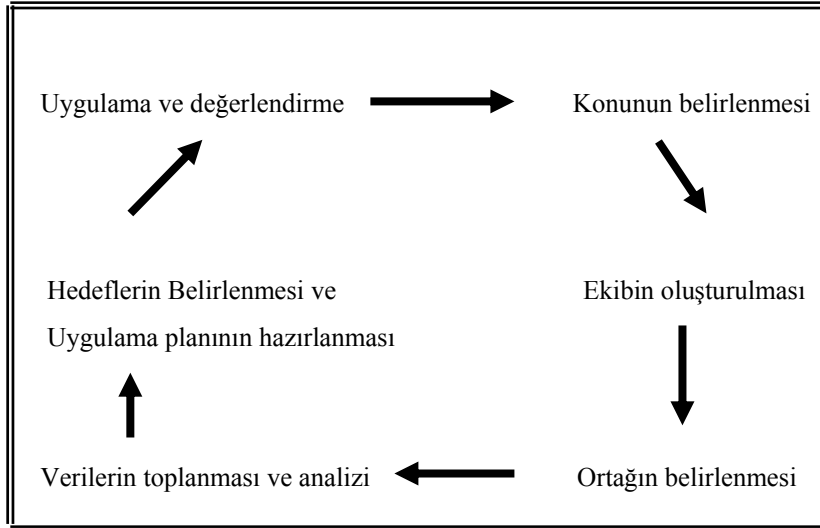 Uygulama ve değerlendirme
Konunun belirlenmesi
Hedeflerin Belirlenmesi ve
Uygulama planının hazırlanması
Ekibin oluşturulması
Verilerin toplanması ve analizi
Ortağın belirlenmesi